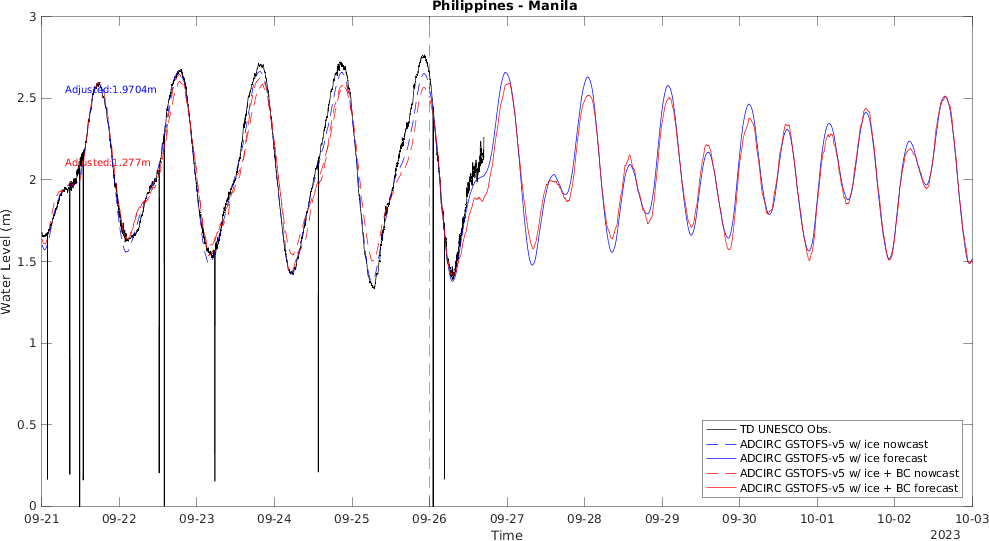 Philippines - Manila
3
2.5
2
1.5
1
0.5
0
Water Level (m)
Adjusted:1.9704m
Adjusted:1.277m
TD UNESCO Obs.
ADCIRC GSTOFS-v5 w/ ice nowcast
ADCIRC GSTOFS-v5 w/ ice forecast
ADCIRC GSTOFS-v5 w/ ice + BC nowcast
ADCIRC GSTOFS-v5 w/ ice + BC forecast
09-21 09-22 09-23 09-24 09-25 09-26 09-27 09-28 09-29 09-30 10-01 10-02 10-03
Time
2023